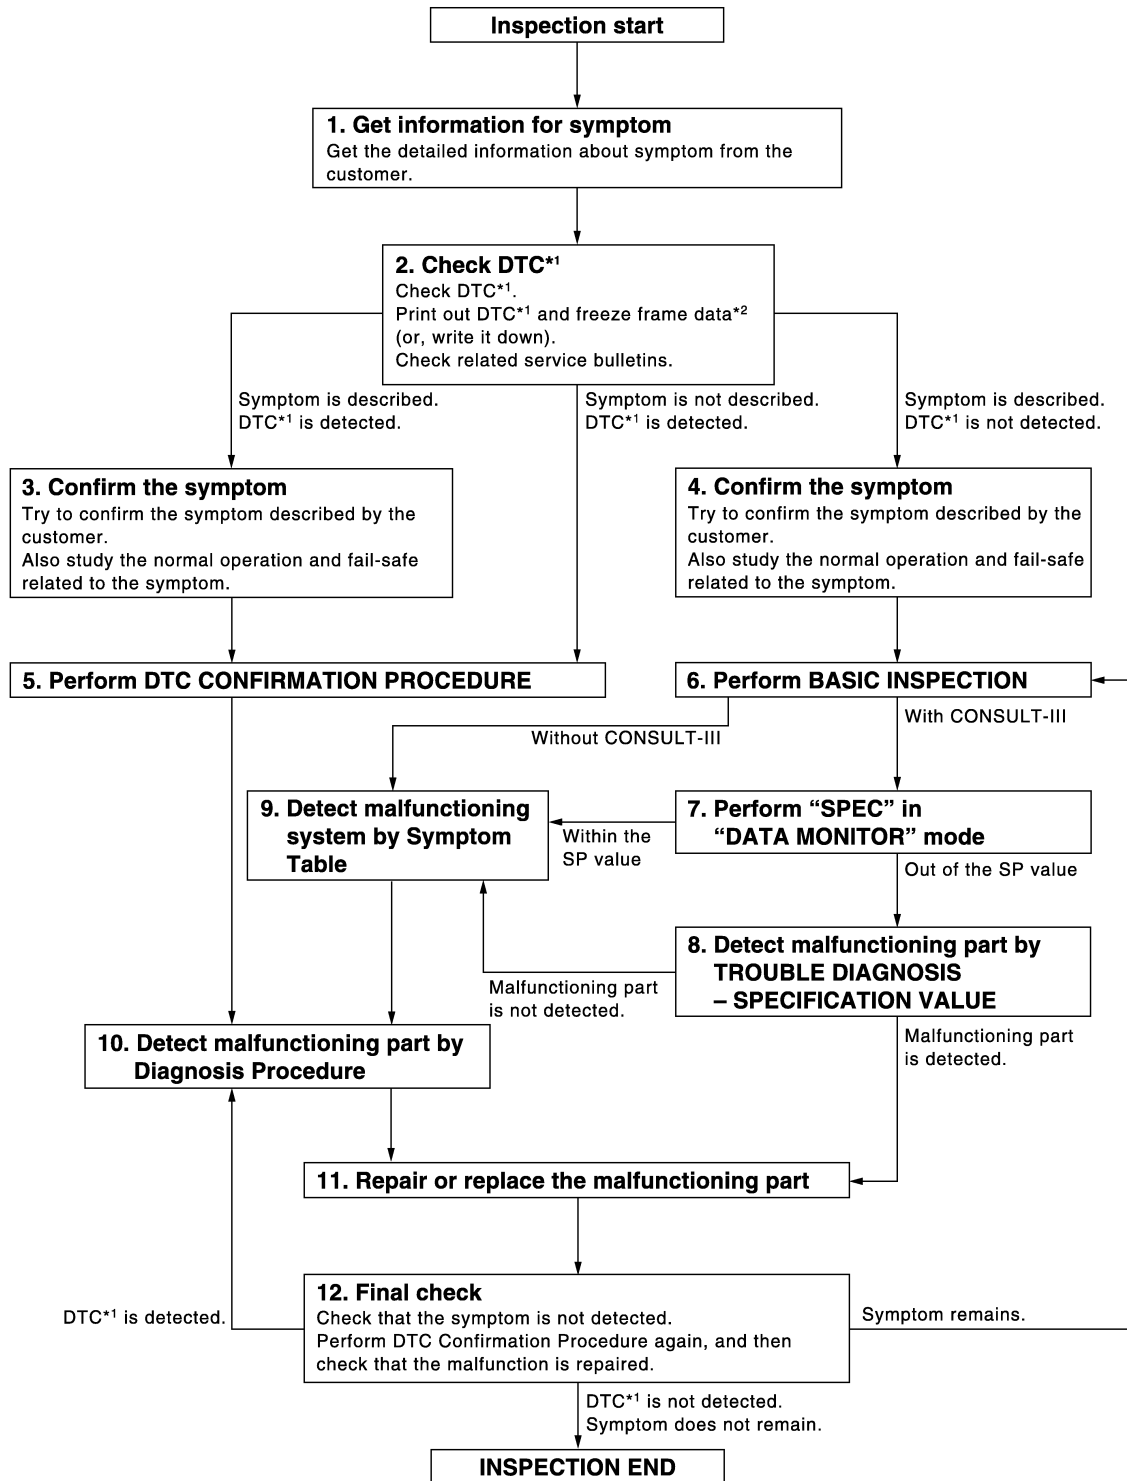 Inspection start
1. Get information for symptom
Get the detailed information about symptom from the
customer.
2. Check DTC*1
Check DTC*1.
Print out DTC*1 and freeze frame data*2
(or, write it down).
Check related service bulletins.
Symptom is described.
DTC*1 is detected.
Symptom is not described.
DTC*1 is detected.
Symptom is described.
DTC*1 is not detected.
3. Confirm the symptom
Try to confirm the symptom described by the
customer.
Also study the normal operation and fail-safe
related to the symptom.
4. Confirm the symptom
Try to confirm the symptom described by the
customer.
Also study the normal operation and fail-safe
related to the symptom.
5. Perform DTC CONFIRMATION PROCEDURE
6. Perform BASIC INSPECTION
Without CONSULT-III
With CONSULT-III
9. Detect malfunctioning
system by Symptom
Table
Within the
SP value
7. Perform “SPEC” in
“DATA MONITOR” mode
Out of the SP value
8. Detect malfunctioning part by
TROUBLE DIAGNOSIS
– SPECIFICATION VALUE
Malfunctioning part
is not detected.
Malfunctioning part
is detected.
10. Detect malfunctioning part by
Diagnosis Procedure
11. Repair or replace the malfunctioning part
12. Final check
Check that the symptom is not detected.
Perform DTC Confirmation Procedure again, and then
check that the malfunction is repaired.
DTC*1 is detected.
Symptom remains.
DTC*1 is not detected.
Symptom does not remain.
INSPECTION END